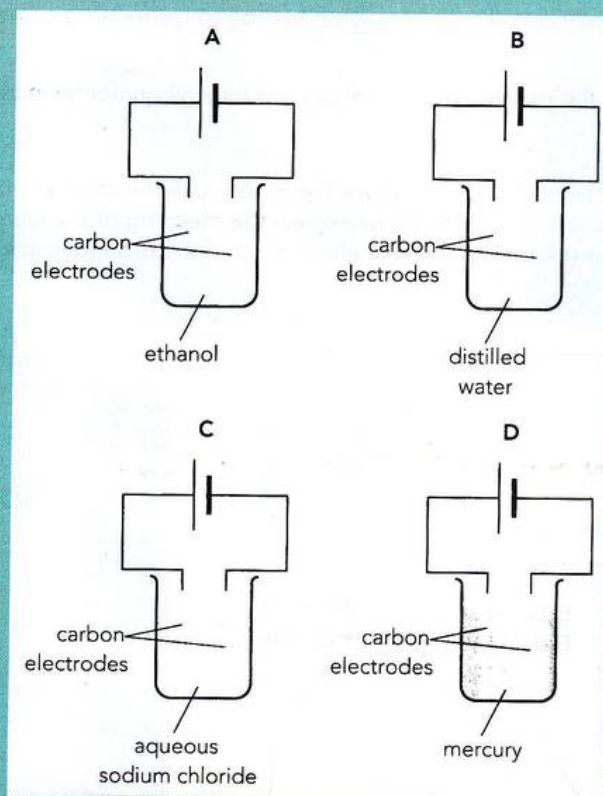 A
carbon
electrodes
ethanol
B
carbon
electrodes
distilled
water
C
carbon
electrodes
aqueous
sodium chloride
D
carbon
electrodes
mercury